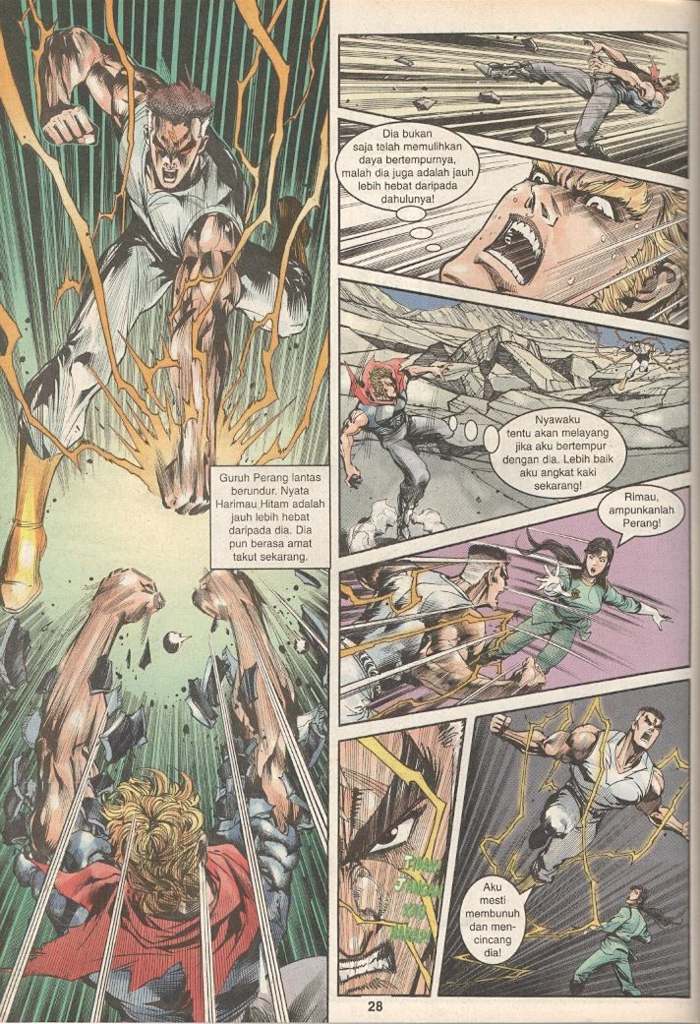 Guruh Perang lantas
berundur. Nyata
Harimau Hitam adalah
jauh lebih hebat
daripada dia. Dia
pun berasa amat
takut sekarang.
Dia bukan
saja telah memulihkan
daya bertempurnya,
malah dia juga adalah jauh
lebih hebat daripada
dahulunya!
Nyawaku
tentu akan melayang
jika aku bertempur
dengan dia. Lebih baik
aku angkat kaki
sekarang!
Rimau,
ampunkanlah
Perang!
Aku
mesti
membunuh
dan men-
cincang
dia!
28